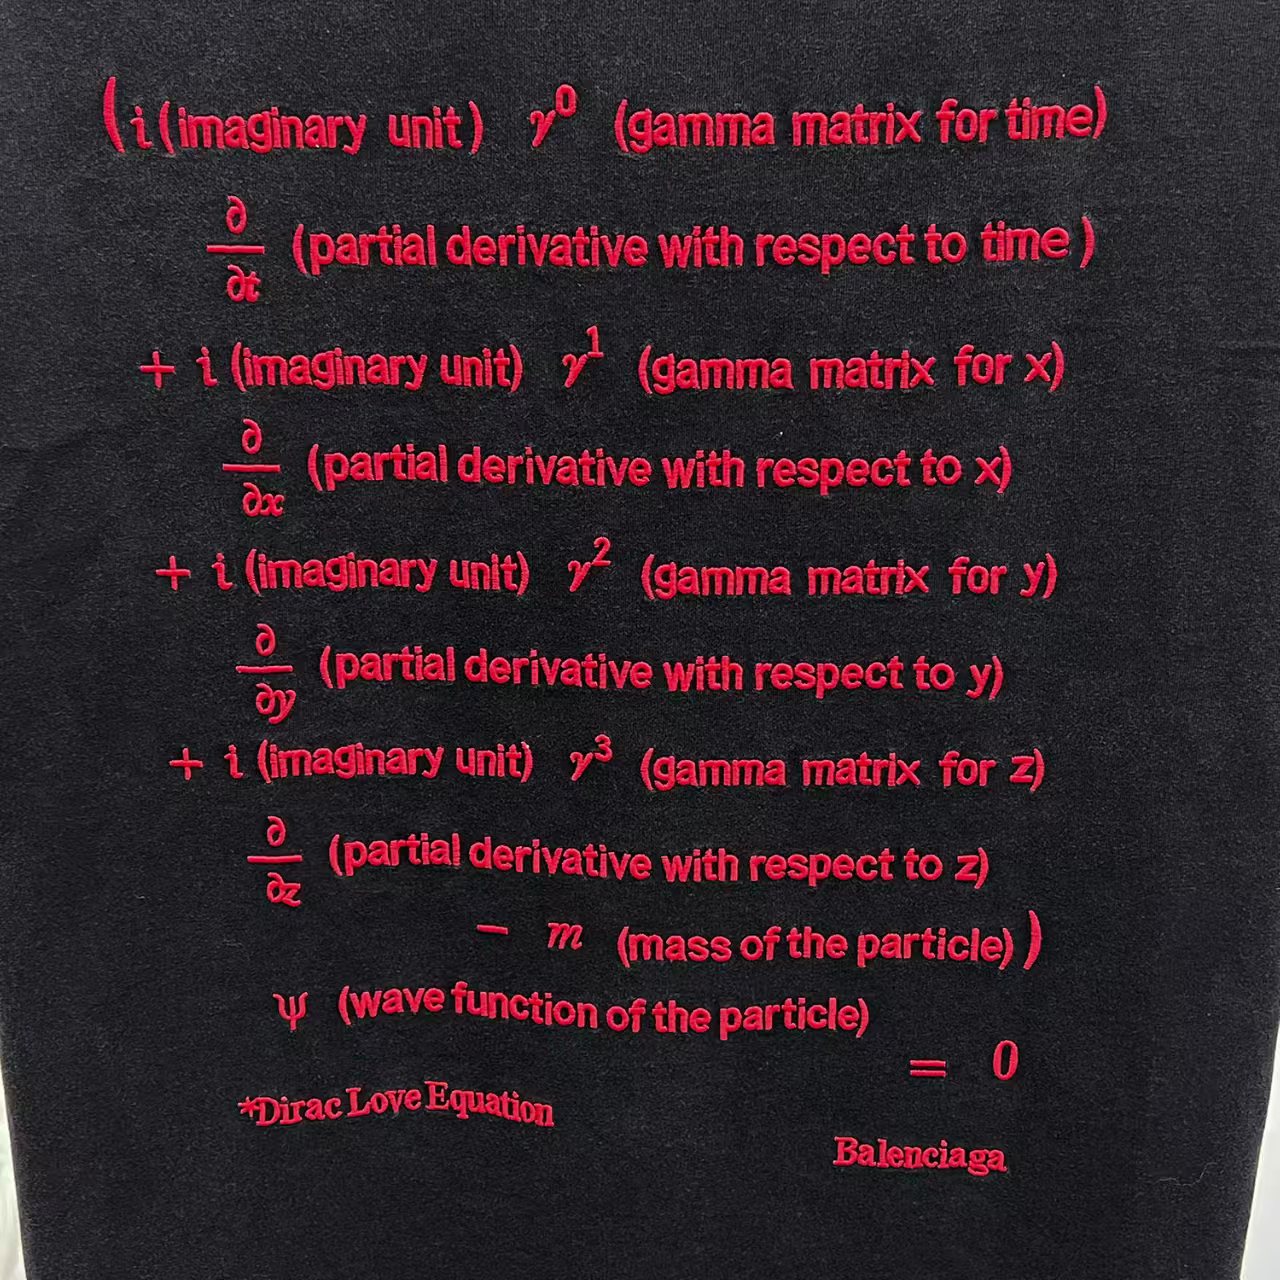 (i (imaginary unit) γ⁰ (gamma matrix for time)
∂/∂t (partial derivative with respect to time)
+ i (imaginary unit) γ¹ (gamma matrix for x)
∂/∂x (partial derivative with respect to x)
+ i (imaginary unit) γ² (gamma matrix for y)
∂/∂y (partial derivative with respect to y)
+ i (imaginary unit) γ³ (gamma matrix for z)
∂/∂z (partial derivative with respect to z)
− m (mass of the particle))
ψ (wave function of the particle)
= 0
*Dirac Love Equation
Balenciaga